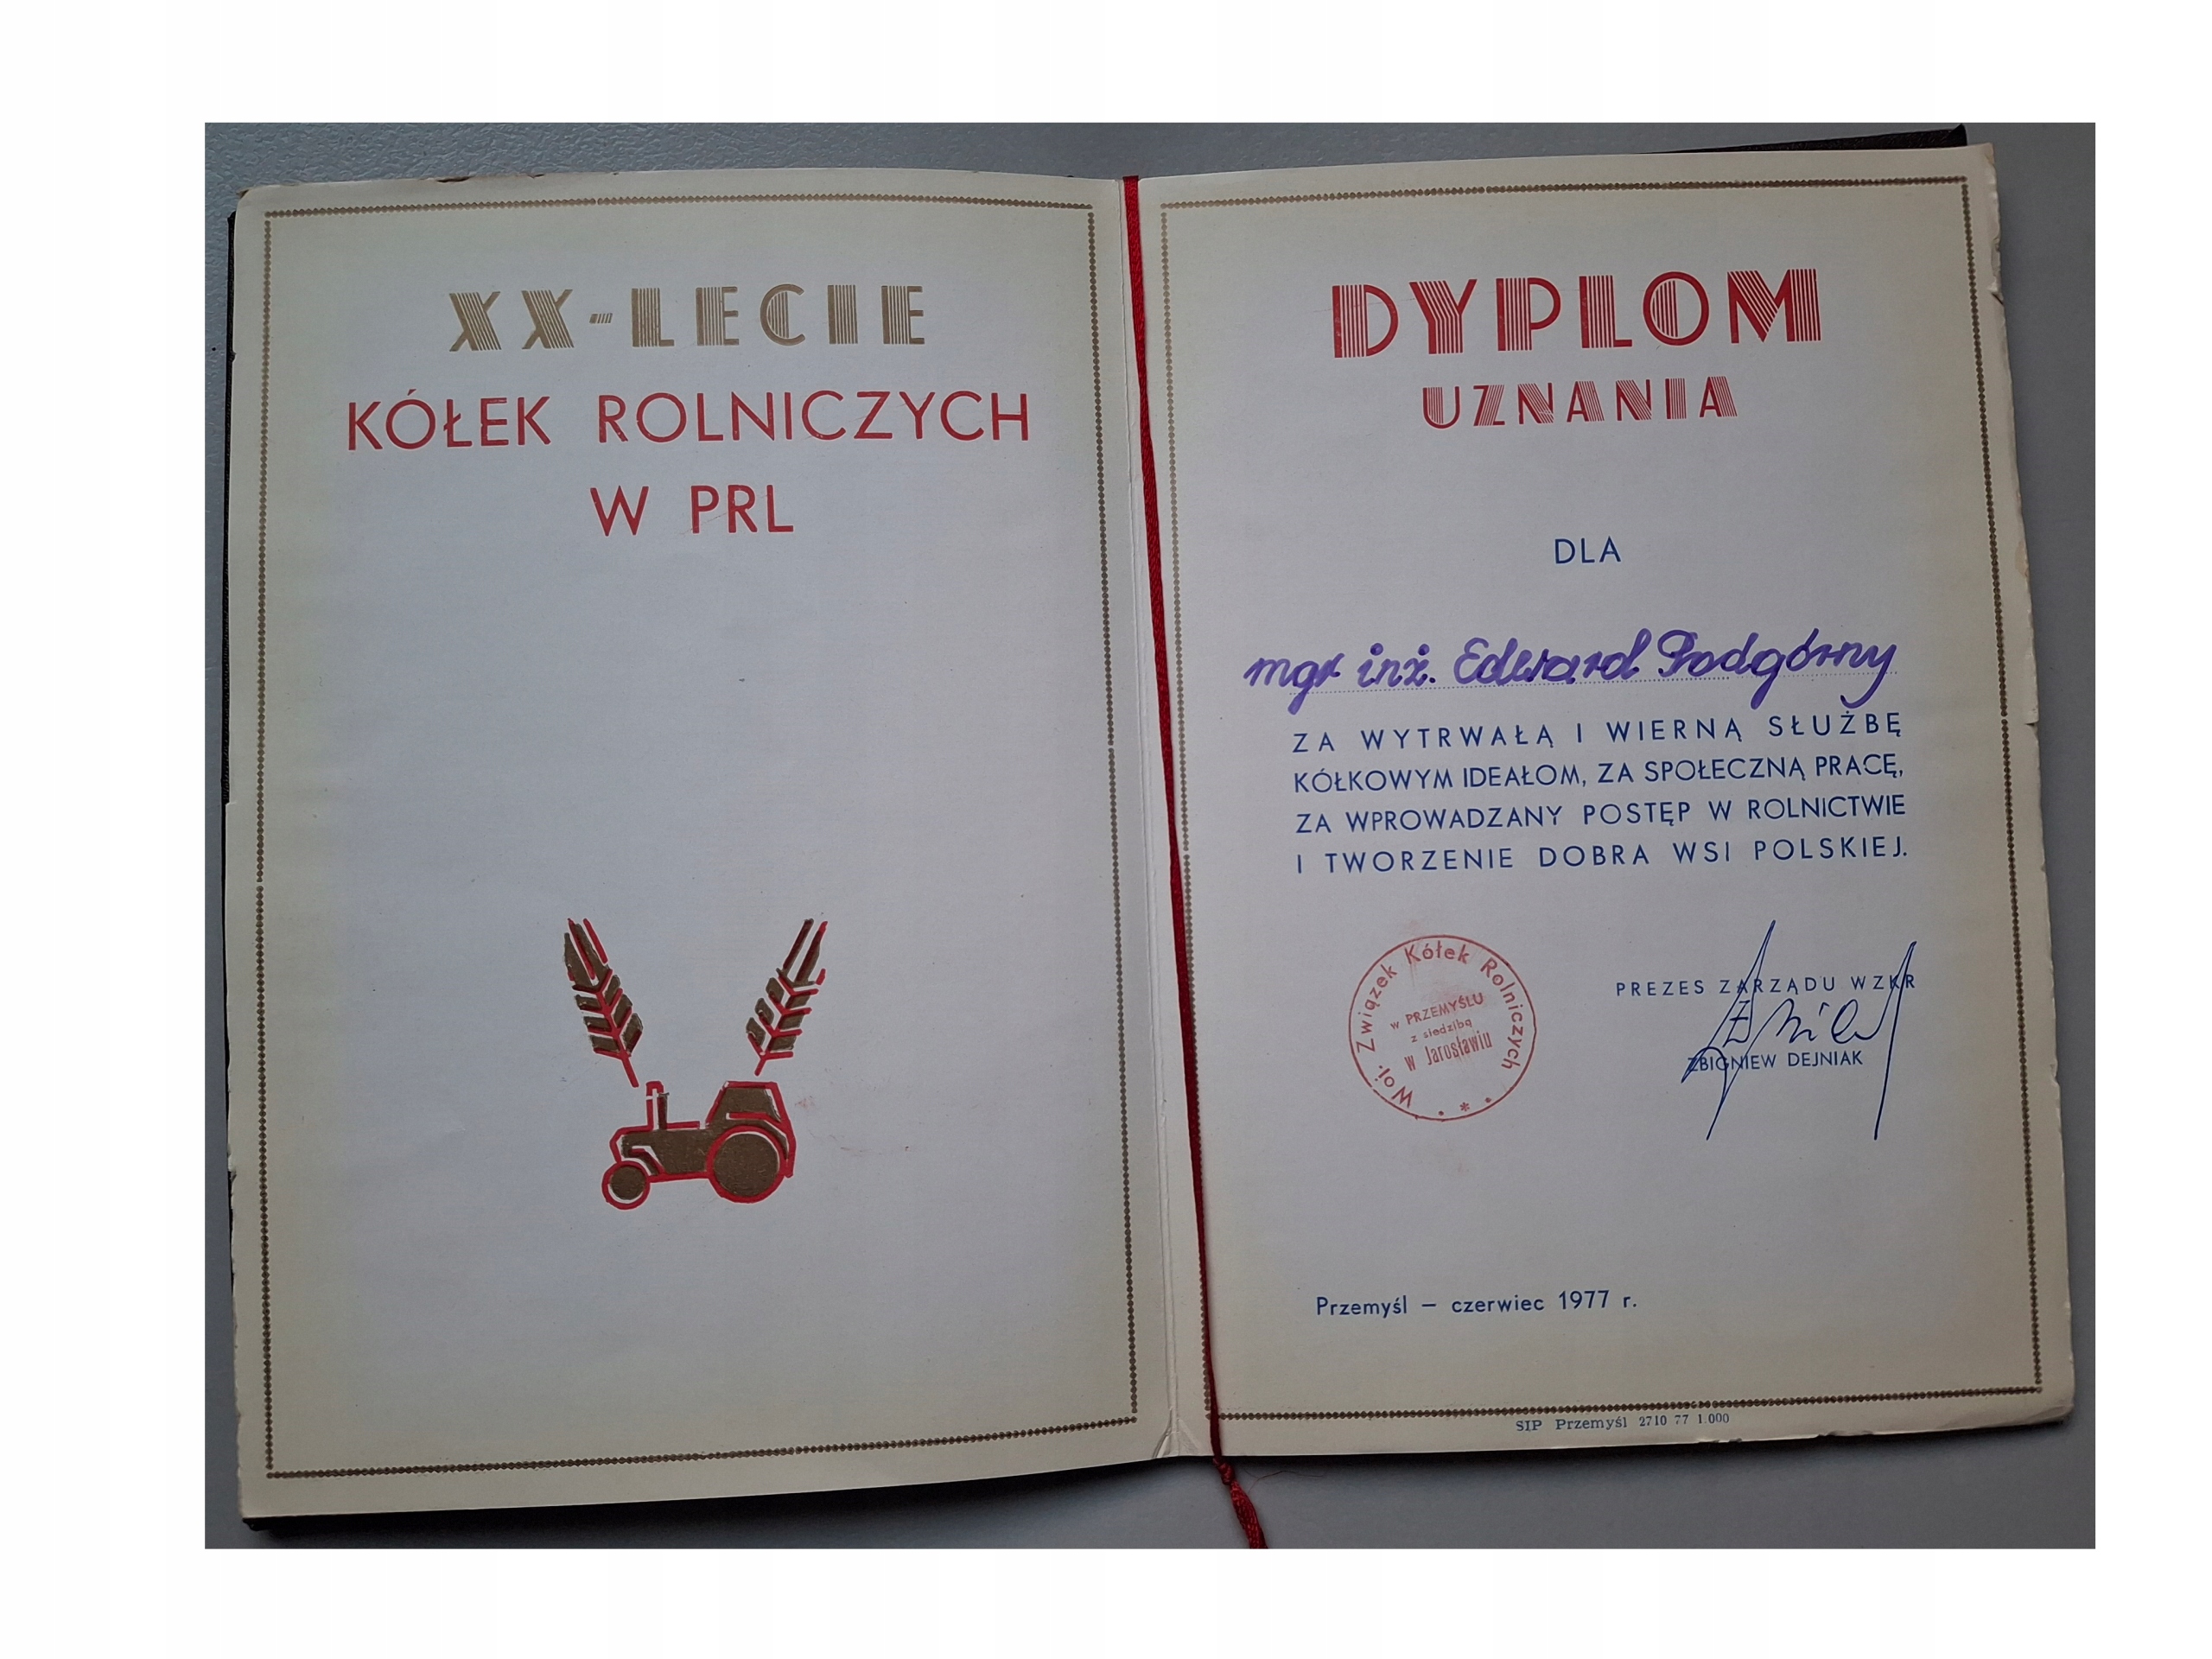 XX-LECIE
KÓŁEK ROLNICZYCH
W PRL
DYPLOM
UZNANIA
DLA
mgr inż. Edward Podgórny
ZA WYTRWAŁĄ I WIERNĄ SŁUŻBĘ
KÓŁKOWYM IDEAŁOM, ZA SPOŁECZNĄ PRACĘ,
ZA WPROWADZANY POSTĘP W ROLNICTWIE
I TWORZENIE DOBRA WSI POLSKIEJ.
Woj. Związek Kółek Rolniczych
w PRZEMYŚLU
z siedzibą
w Jarosławiu
PREZES ZARZĄDU WZKR
ZBIGNIEW DEJNIAK
Przemyśl – czerwiec 1977 r.
SIP Przemyśl 2710 77 1.000